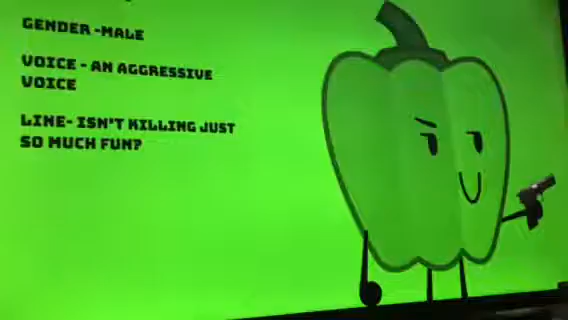 GENDER -MALE
VOICE - AN AGGRESSIVE
VOICE
LINE- ISN'T KILLING JUST
SO MUCH FUN?